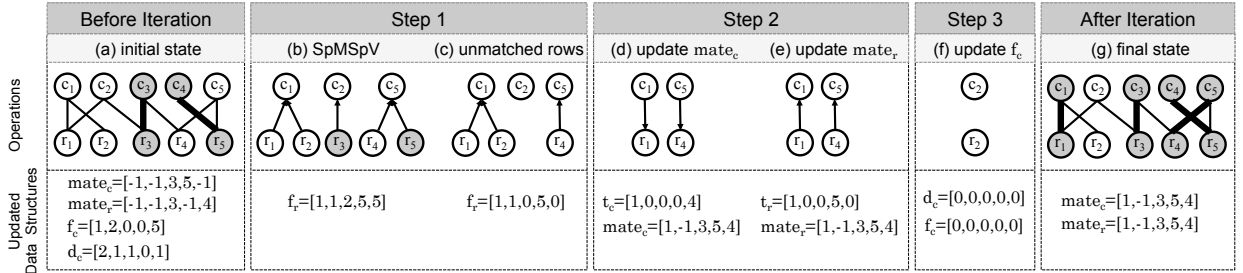 Before Iteration
Step 1
Step 2
Step 3
After Iteration
(a) initial state
(b) SpMSpV
(c) unmatched rows
(d) update mate_c
(e) update mate_r
(f) update f_c
(g) final state
Operations
c₁ c₂ c₃ c₄ c₅
r₁ r₂ r₃ r₄ r₅
c₁ c₂ c₅
r₁ r₂ r₃ r₄ r₅
c₁ c₂ c₅
r₁ r₂ r₄
c₁ c₅
r₁ r₄
c₁ c₅
r₁ r₄
c₂
r₂
c₁ c₂ c₃ c₄ c₅
r₁ r₂ r₃ r₄ r₅
Updated
Data Structures
mate_c=[-1,-1,3,5,-1]
mate_r=[-1,-1,3,-1,4]
f_c=[1,2,0,0,5]
d_c=[2,1,1,0,1]
f_r=[1,1,2,5,5]
f_r=[1,1,0,5,0]
t_c=[1,0,0,0,4]
mate_c=[1,-1,3,5,4]
t_r=[1,0,0,5,0]
mate_r=[1,-1,3,5,4]
d_c=[0,0,0,0,0]
f_c=[0,0,0,0,0]
mate_c=[1,-1,3,5,4]
mate_r=[1,-1,3,5,4]